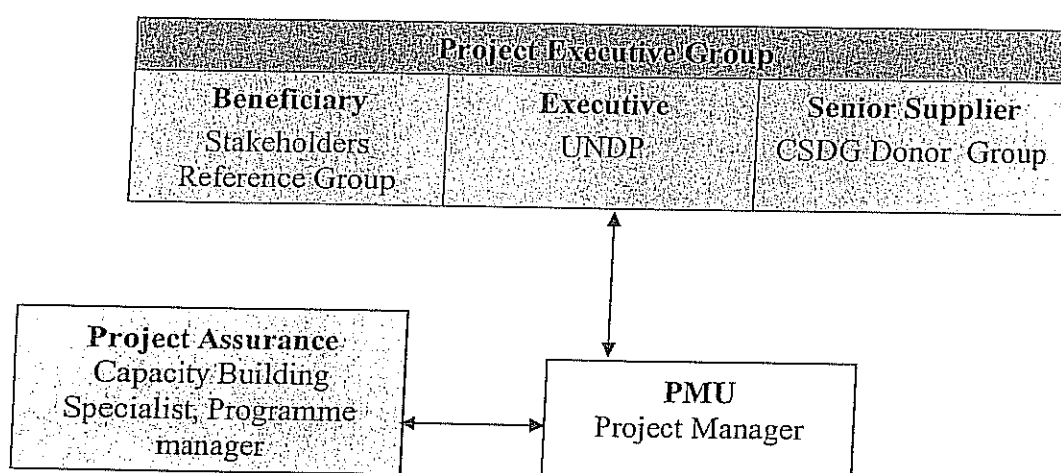 Project Executive Group
Beneficiary
Stakeholders
Reference Group
Executive
UNDP
Senior Supplier
CSDG Donor Group
Project Assurance
Capacity Building
Specialist, Programme
manager
PMU
Project Manager